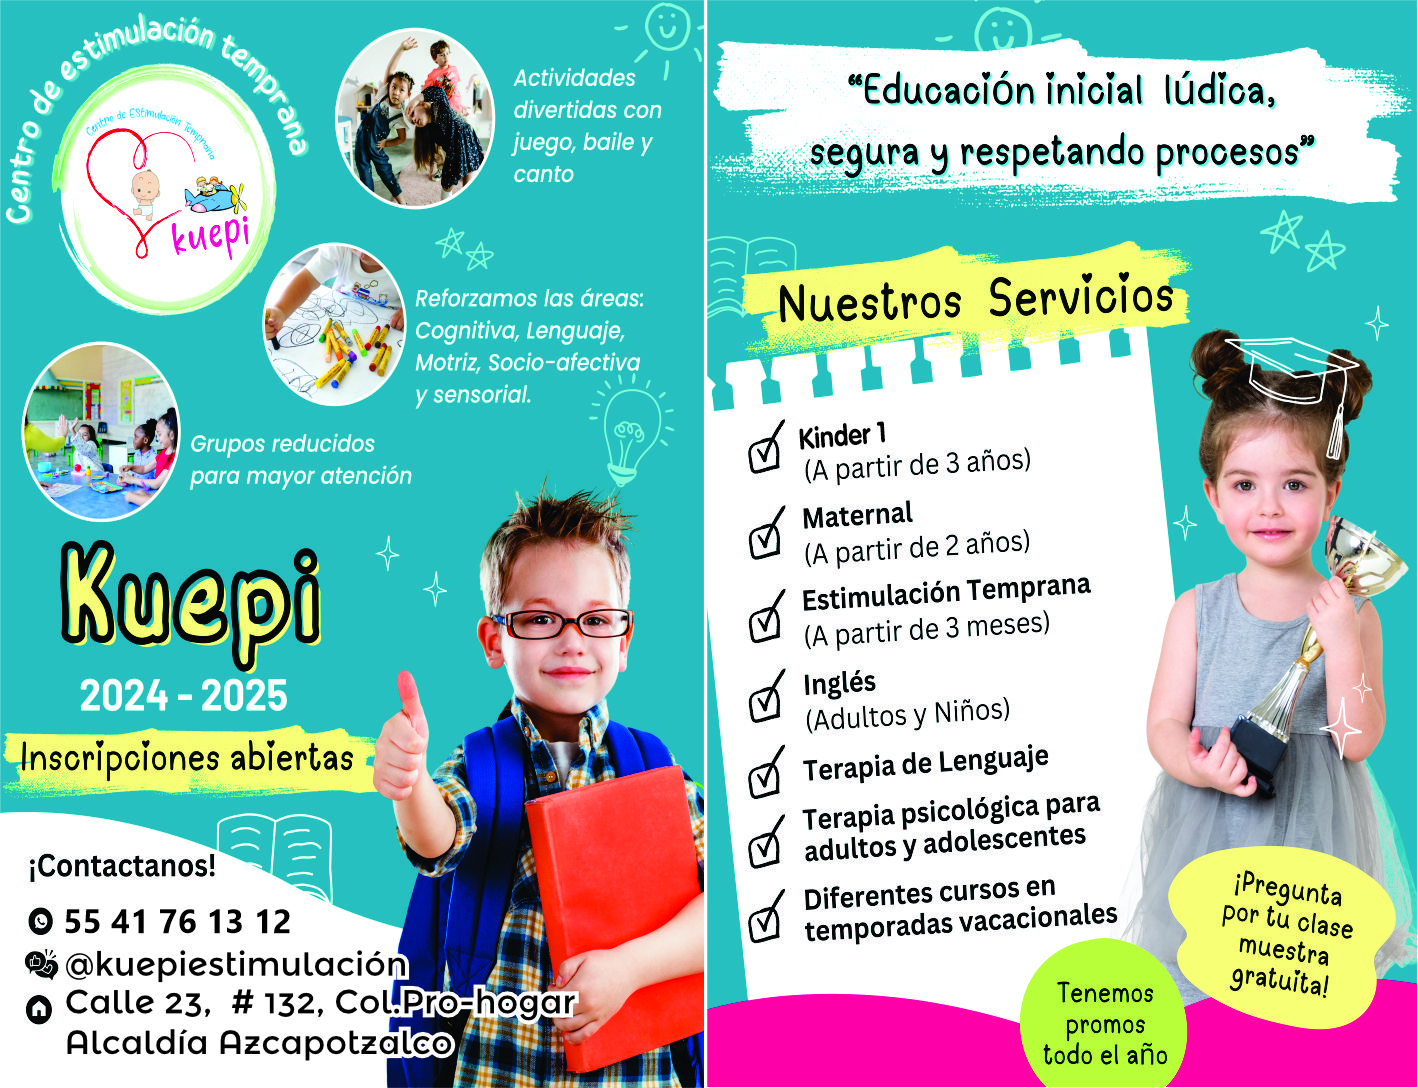 Centro de estimulación temprana
Centro de Estimulación Temprana
kuepi
Actividades
divertidas con
juego, baile y
canto
Reforzamos las áreas:
Cognitiva, Lenguaje,
Motriz, Socio-afectiva
y sensorial.
Grupos reducidos
para mayor atención
Kuepi
2024 - 2025
Inscripciones abiertas
¡Contactanos!
55 41 76 13 12
@kuepiestimulación
Calle 23, # 132, Col.Pro-hogar
Alcaldía Azcapotzalco
“Educación inicial lúdica,
segura y respetando procesos”
Nuestros Servicios
Kinder 1
(A partir de 3 años)
Maternal
(A partir de 2 años)
Estimulación Temprana
(A partir de 3 meses)
Inglés
(Adultos y Niños)
Terapia de Lenguaje
Terapia psicológica para
adultos y adolescentes
Diferentes cursos en
temporadas vacacionales
¡Pregunta
por tu clase
muestra
gratuita!
Tenemos
promos
todo el año